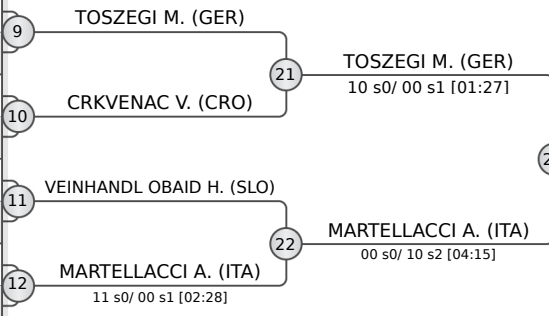 9
TOSZEGI M. (GER)
21
TOSZEGI M. (GER)
10 s0/ 00 s1 [01:27]
10
CRKVENAC V. (CRO)
11
VEINHANDL OBAID H. (SLO)
22
MARTELLACCI A. (ITA)
00 s0/ 10 s2 [04:15]
12
MARTELLACCI A. (ITA)
11 s0/ 00 s1 [02:28]